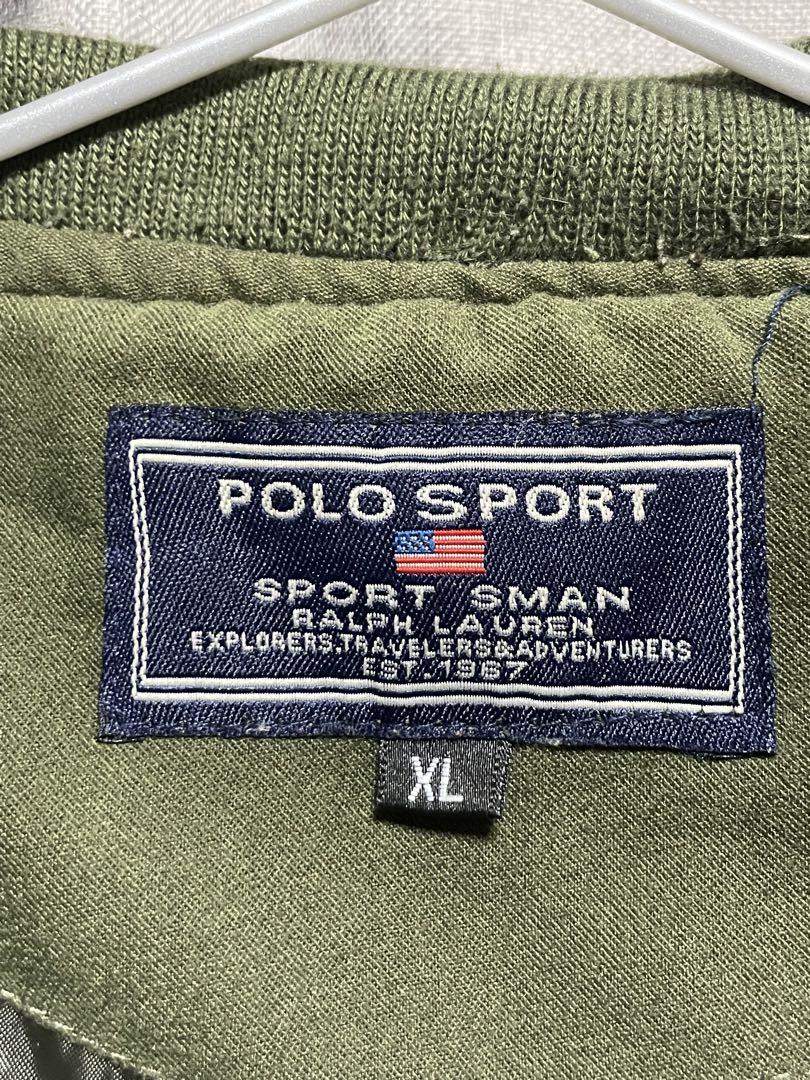 POLO SPORT
SPORT SMAN
RALPH LAUREN
EXPLORERS.TRAVELERS&ADVENTURERS
EST.1967
XL